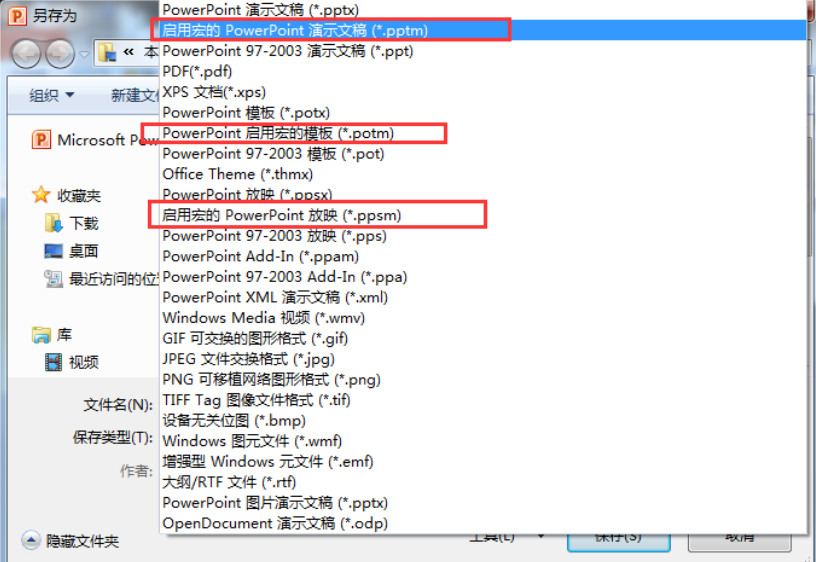 另存为
PowerPoint 演示文稿 (*.pptx)
启用宏的 PowerPoint 演示文稿 (*.pptm)
PowerPoint 97-2003 演示文稿 (*.ppt)
PDF(*.pdf)
XPS 文档(*.xps)
PowerPoint 模板 (*.potx)
PowerPoint 启用宏的模板 (*.potm)
PowerPoint 97-2003 模板 (*.pot)
Office Theme (*.thmx)
PowerPoint 放映 (*.ppsx)
启用宏的 PowerPoint 放映 (*.ppsm)
PowerPoint 97-2003 放映 (*.pps)
PowerPoint Add-In (*.ppam)
PowerPoint 97-2003 Add-In (*.ppa)
PowerPoint XML 演示文稿 (*.xml)
Windows Media 视频 (*.wmv)
GIF 可交换的图形格式 (*.gif)
JPEG 文件交换格式 (*.jpg)
PNG 可移植网络图形格式 (*.png)
TIFF Tag 图像文件格式 (*.tif)
设备无关位图 (*.bmp)
Windows 图元文件 (*.wmf)
增强型 Windows 元文件 (*.emf)
大纲/RTF 文件 (*.rtf)
PowerPoint 图片演示文稿 (*.pptx)
OpenDocument 演示文稿 (*.odp)
« 本
组织
新建文
Microsoft Pow
收藏夹
下载
桌面
最近访问的位
库
视频
文件名(N):
保存类型(T):
作者:
隐藏文件夹
工具(L)
保存(S)
取消